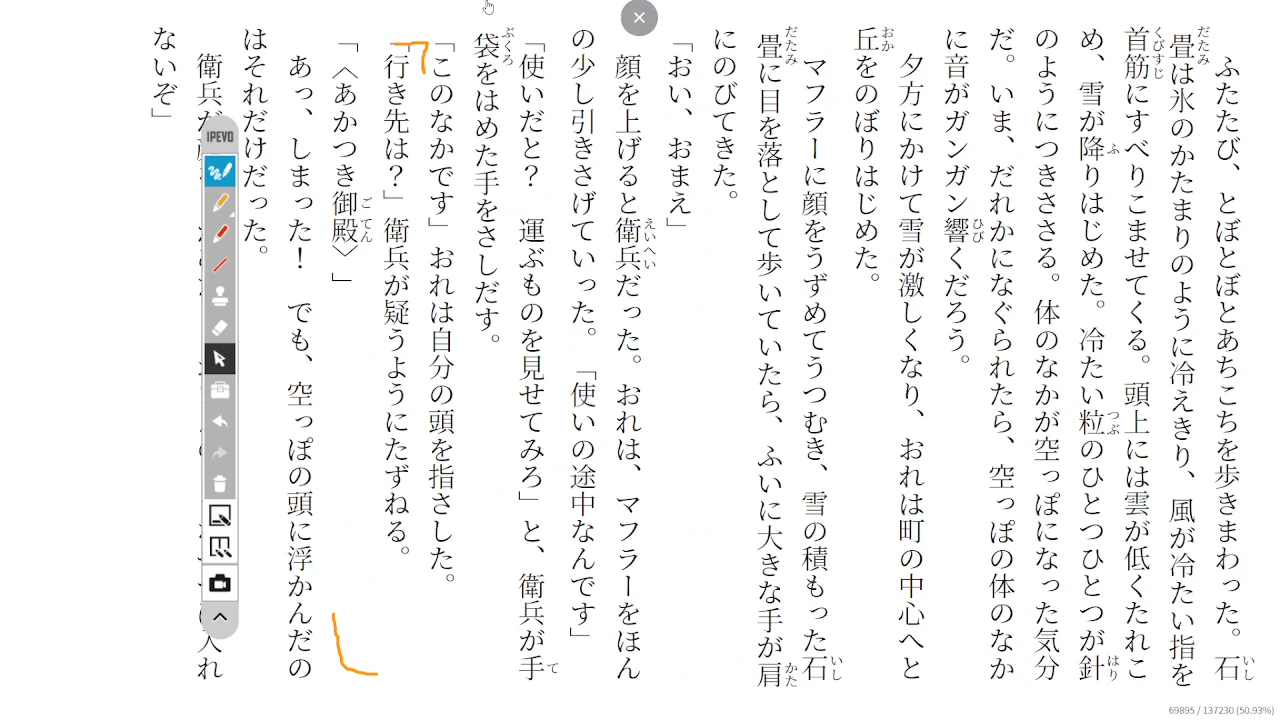 ふたたび、とぼとぼとあちこちを歩きまわった。石
畳は氷のかたまりのように冷えきり、風が冷たい指を
首筋にすべりこませてくる。頭上には雲が低くたれこ
め、雪が降りはじめた。冷たい粒のひとつひとつが針
のようにつきささる。体のなかが空っぽになった気分
だ。いま、だれかになぐられたら、空っぽの体のなか
に音がガンガン響くだろう。
夕方にかけて雪が激しくなり、おれは町の中心へと
丘をのぼりはじめた。
マフラーに顔をうずめてうつむき、雪の積もった石
畳に目を落として歩いていたら、ふいに大きな手が肩
にのびてきた。
「おい、おまえ」
顔を上げると衛兵だった。おれは、マフラーをほん
の少し引きさげていった。「使いの途中なんです」
「使いだと？　運ぶものを見せてみろ」と、衛兵が手
袋をはめた手をさしだす。
「このなかです」おれは自分の頭を指さした。
「行き先は？」衛兵が疑うようにたずねる。
「〈あかつき御殿〉」
あっ、しまった！　でも、空っぽの頭に浮かんだの
はそれだけだった。
衛兵が
入れ
ないぞ」
IPEVO
69895 / 137230 (50.93%)